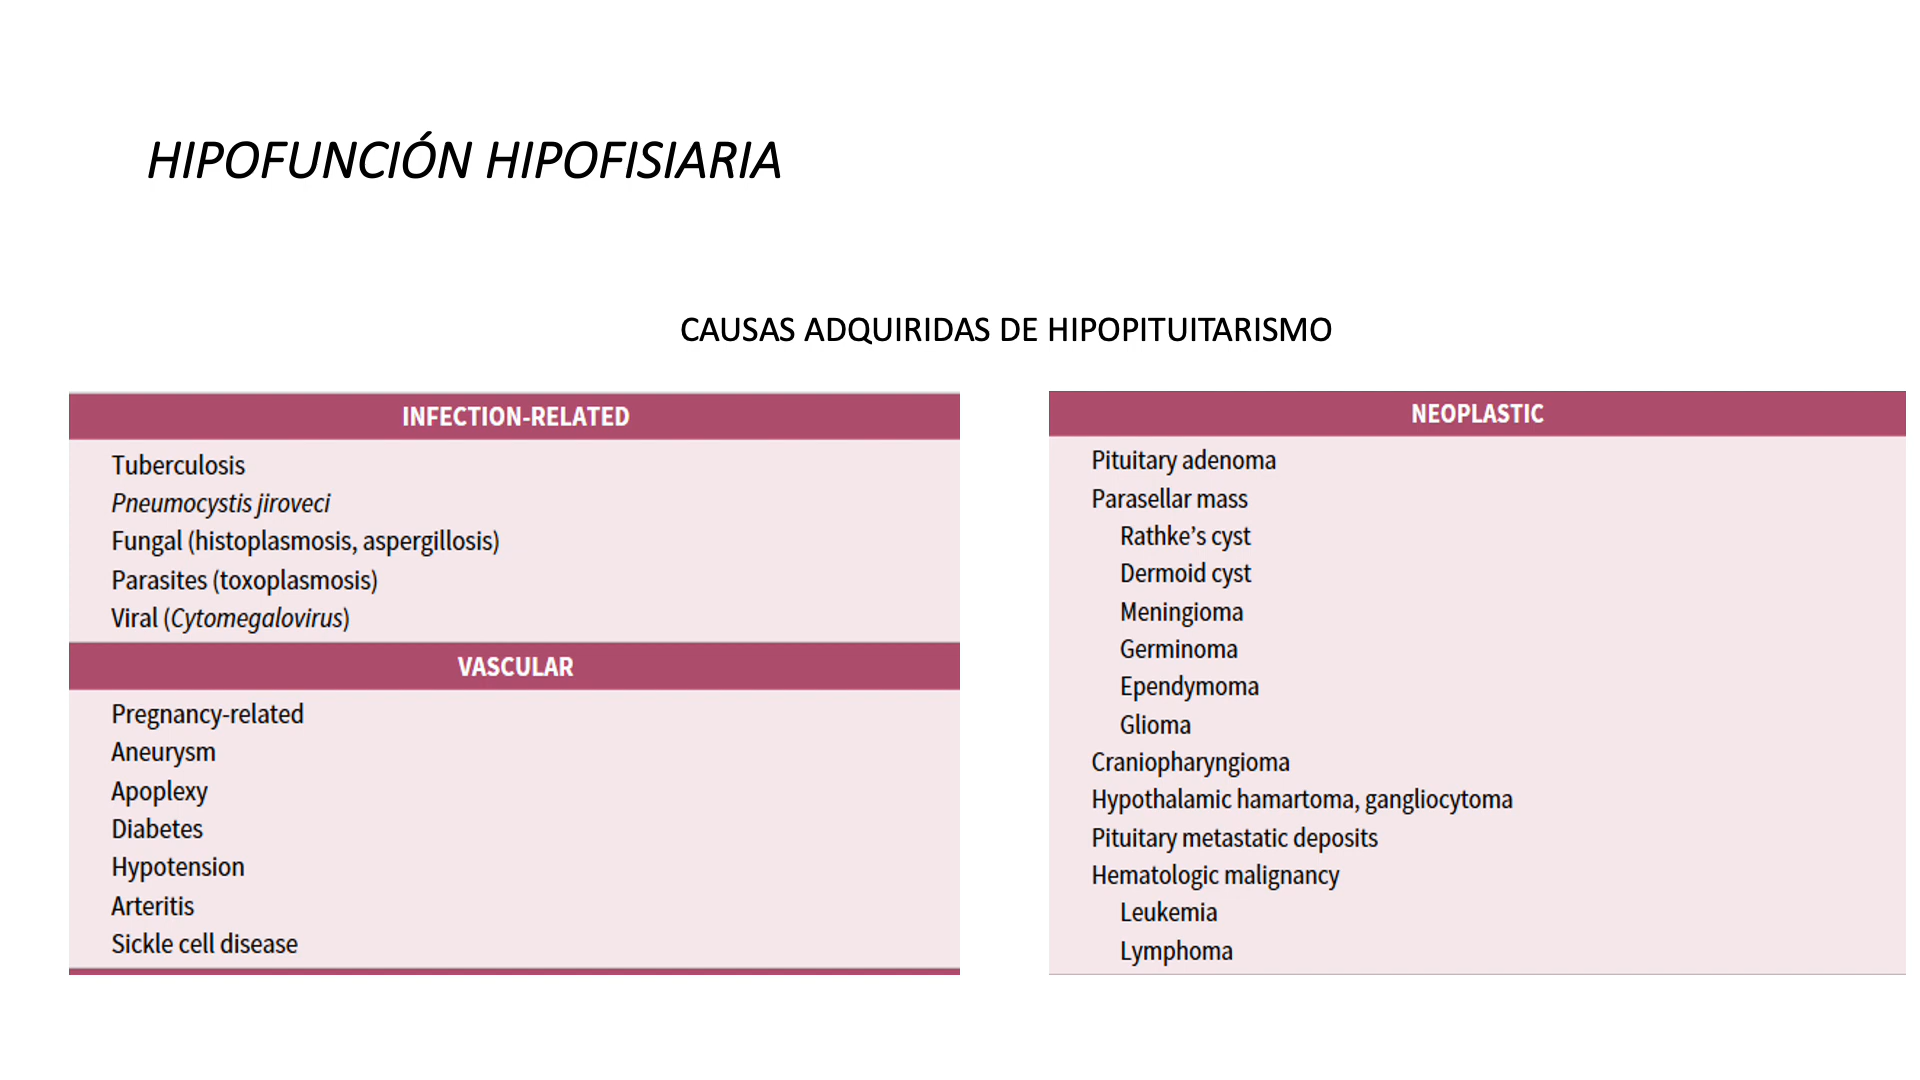 HIPOFUNCIÓN HIPOFISIARIA
CAUSAS ADQUIRIDAS DE HIPOPITUITARISMO
INFECTION-RELATED
Tuberculosis
Pneumocystis jiroveci
Fungal (histoplasmosis, aspergillosis)
Parasites (toxoplasmosis)
Viral (Cytomegalovirus)
VASCULAR
Pregnancy-related
Aneurysm
Apoplexy
Diabetes
Hypotension
Arteritis
Sickle cell disease
NEOPLASTIC
Pituitary adenoma
Parasellar mass
Rathke’s cyst
Dermoid cyst
Meningioma
Germinoma
Ependymoma
Glioma
Craniopharyngioma
Hypothalamic hamartoma, gangliocytoma
Pituitary metastatic deposits
Hematologic malignancy
Leukemia
Lymphoma